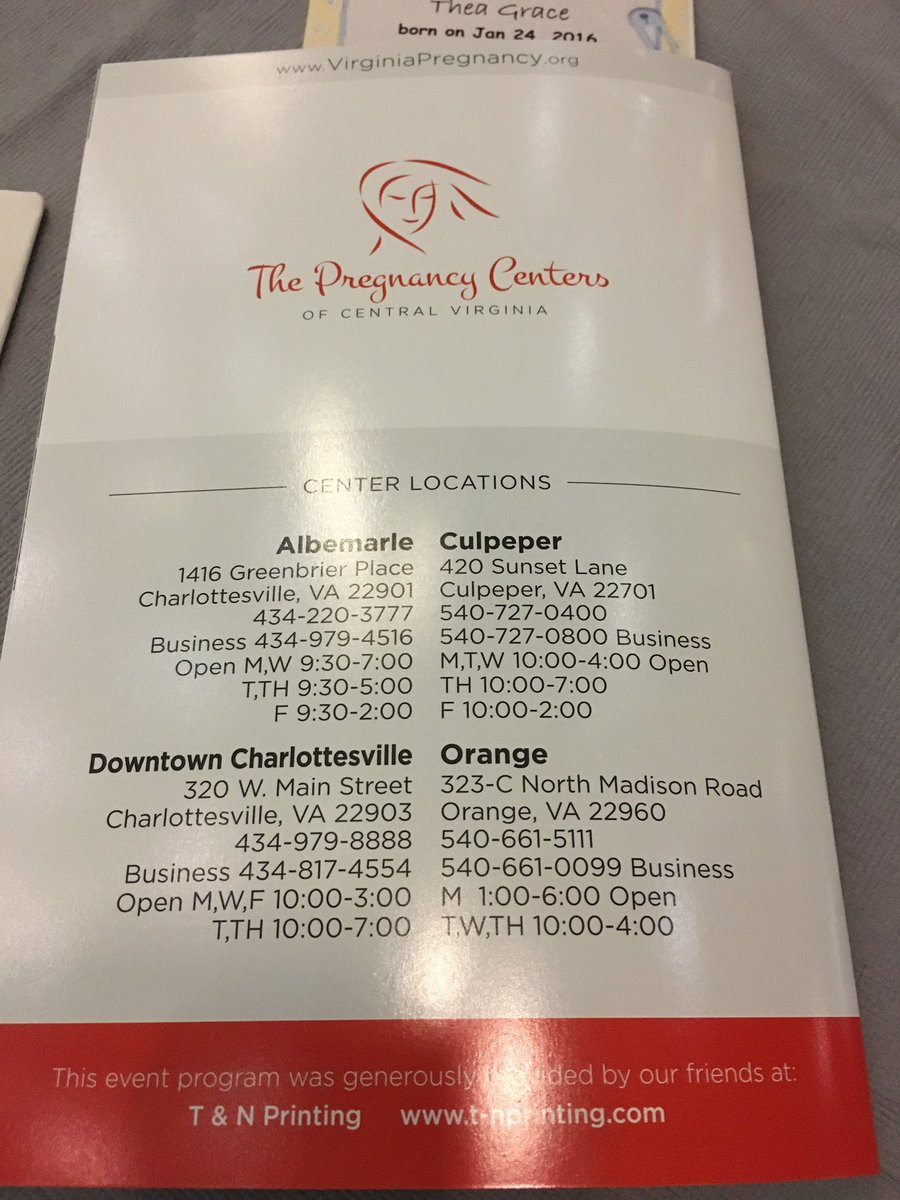 Thea Grace
born on Jan 24, 2016
www.VirginiaPregnancy.org
The Pregnancy Centers
OF CENTRAL VIRGINIA
CENTER LOCATIONS
Albemarle
1416 Greenbrier Place
Charlottesville, VA 22901
434-220-3777
Business 434-979-4516
Open M,W 9:30-7:00
T,TH 9:30-5:00
F 9:30-2:00
Culpeper
420 Sunset Lane
Culpeper, VA 22701
540-727-0400
540-727-0800 Business
M,T,W 10:00-4:00 Open
TH 10:00-7:00
F 10:00-2:00
Downtown Charlottesville
320 W. Main Street
Charlottesville, VA 22903
434-979-8888
Business 434-817-4554
Open M,W,F 10:00-3:00
T,TH 10:00-7:00
Orange
323-C North Madison Road
Orange, VA 22960
540-661-5111
540-661-0099 Business
M 1:00-6:00 Open
T,W,TH 10:00-4:00
This event program was generously by our friends at:
T & N Printing www.t-nprinting.com